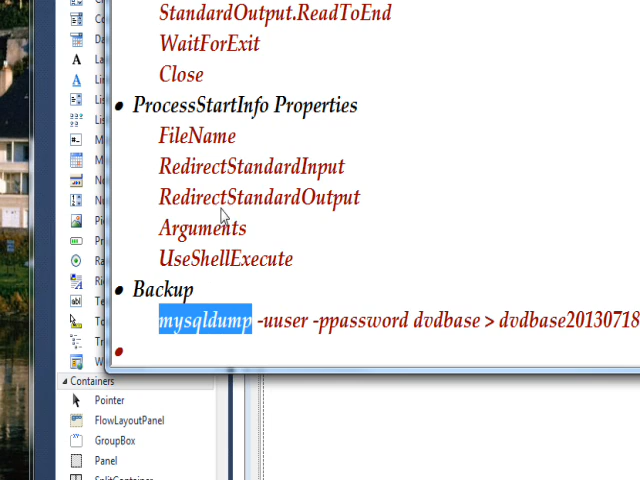 StandardOutput.ReadToEnd
WaitForExit
Close
ProcessStartInfo Properties
FileName
RedirectStandardInput
RedirectStandardOutput
Arguments
UseShellExecute
Backup
mysqldump -uuser -ppassword dvdbase > dvdbase20130718
Containers
Pointer
FlowLayoutPanel
GroupBox
Panel
SplitContainer